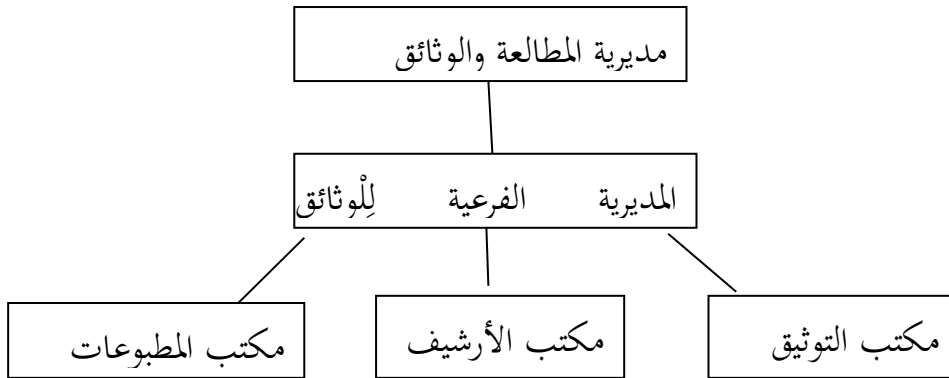 مديرية المطالعة والوثائق
المديرية الفرعية لِلْوثائق
مكتب التوثيق
مكتب الأرشيف
مكتب المطبوعات